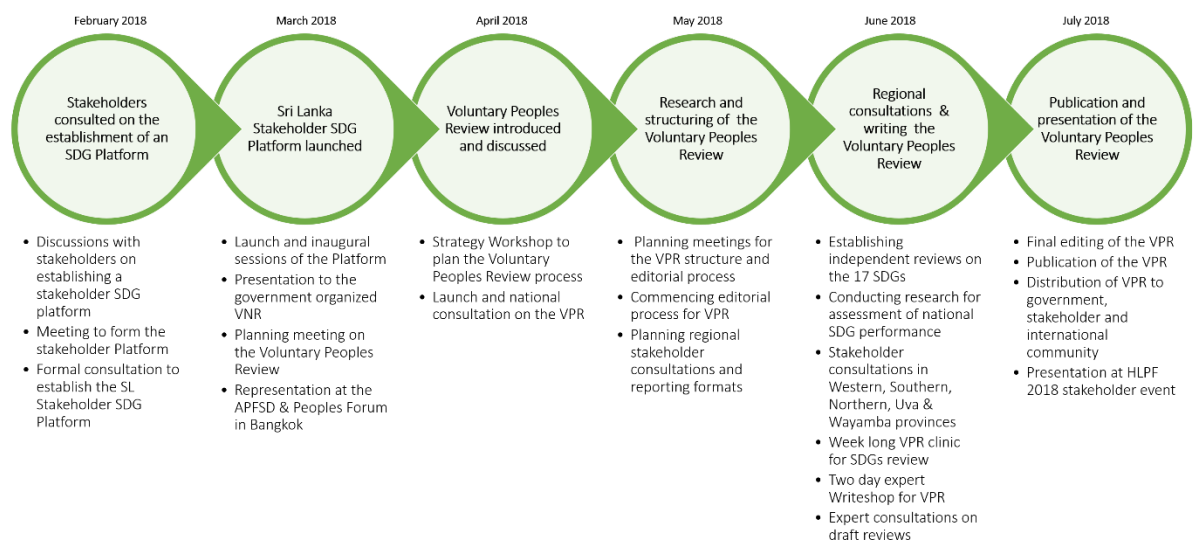 February 2018
Stakeholders
consulted on the
establishment of an
SDG Platform
• Discussions with
stakeholders on
establishing a
stakeholder SDG
platform
• Meeting to form the
stakeholder Platform
• Formal consultation to
establish the SL
Stakeholder SDG
Platform
March 2018
Sri Lanka
Stakeholder SDG
Platform launched
• Launch and inaugural
sessions of the Platform
• Presentation to the
government organized
VNR
• Planning meeting on
the Voluntary Peoples
Review
• Representation at the
APFSD & Peoples Forum
in Bangkok
April 2018
Voluntary Peoples
Review introduced
and discussed
• Strategy Workshop to
plan the Voluntary
Peoples Review process
• Launch and national
consultation on the VPR
May 2018
Research and
structuring of the
Voluntary Peoples
Review
• Planning meetings for
the VPR structure and
editorial process
• Commencing editorial
process for VPR
• Planning regional
stakeholder
consultations and
reporting formats
June 2018
Regional
consultations &
writing the
Voluntary Peoples
Review
• Establishing
independent reviews on
the 17 SDGs
• Conducting research for
assessment of national
SDG performance
• Stakeholder
consultations in
Western, Southern,
Northern, Uva &
Wayamba provinces
• Week long VPR clinic
for SDGs review
• Two day expert
Writeshop for VPR
• Expert consultations on
draft reviews
July 2018
Publication and
presentation of the
Voluntary Peoples
Review
• Final editing of the VPR
• Publication of the VPR
• Distribution of VPR to
government,
stakeholder and
international
community
• Presentation at HLPF
2018 stakeholder event